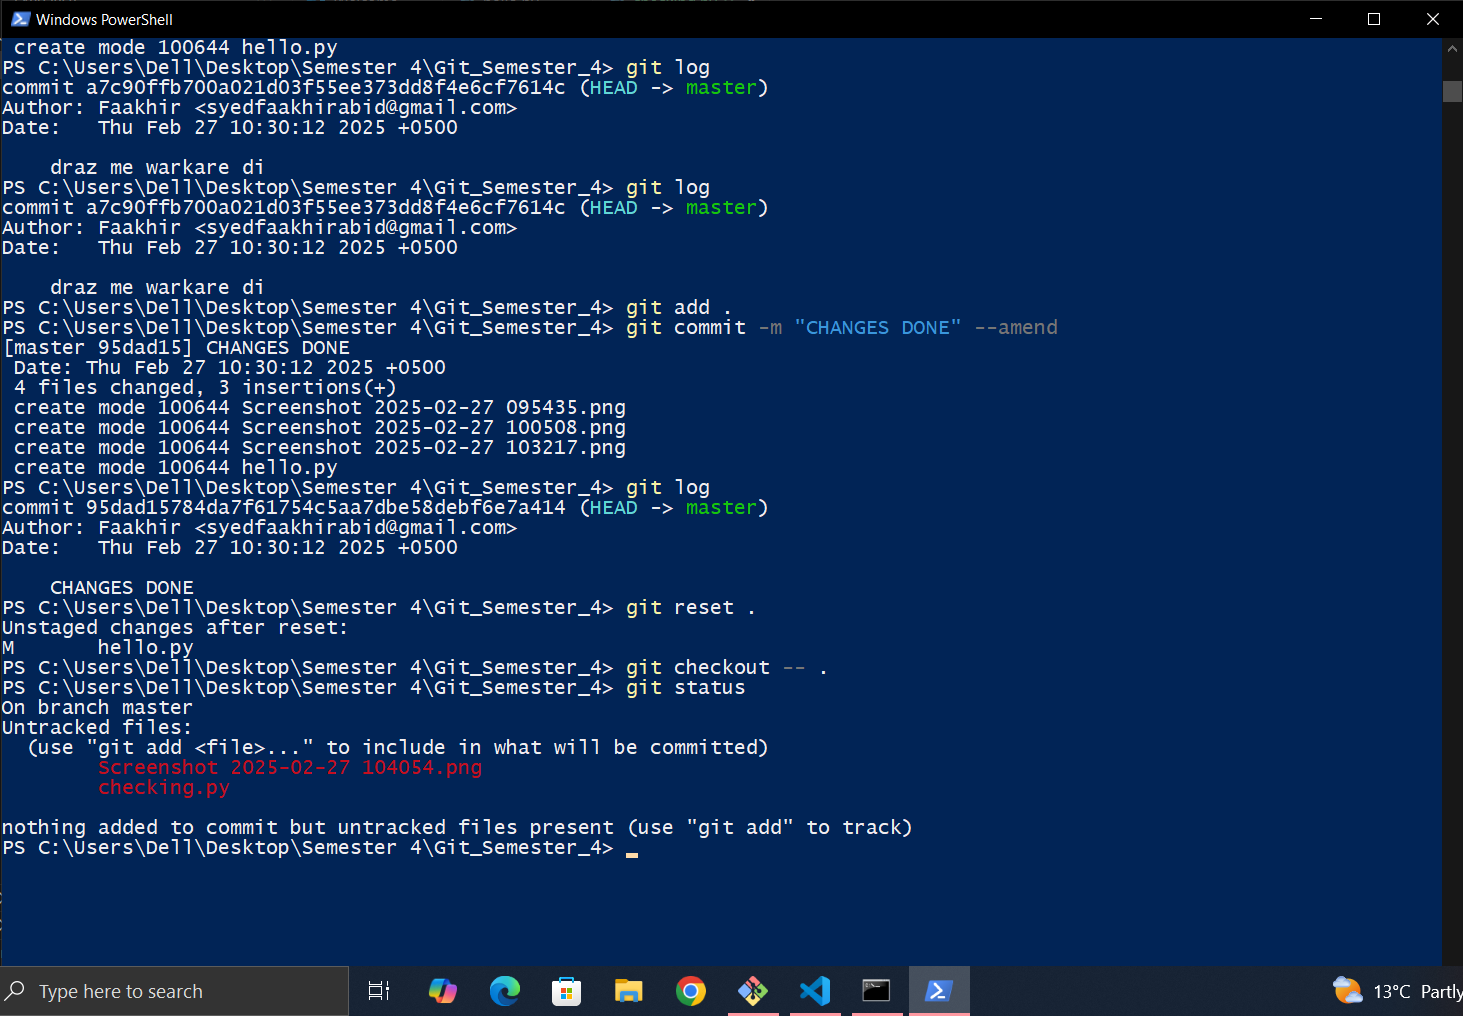 Windows PowerShell
create mode 100644 hello.py
PS C:\Users\Dell\Desktop\Semester 4\Git_Semester_4> git log
commit a7c90ffb700a021d03f55ee373dd8f4e6cf7614c (HEAD -> master)
Author: Faakhir <syedfaakhirabid@gmail.com>
Date:   Thu Feb 27 10:30:12 2025 +0500
    draz me warkare di
PS C:\Users\Dell\Desktop\Semester 4\Git_Semester_4> git log
commit a7c90ffb700a021d03f55ee373dd8f4e6cf7614c (HEAD -> master)
Author: Faakhir <syedfaakhirabid@gmail.com>
Date:   Thu Feb 27 10:30:12 2025 +0500
    draz me warkare di
PS C:\Users\Dell\Desktop\Semester 4\Git_Semester_4> git add .
PS C:\Users\Dell\Desktop\Semester 4\Git_Semester_4> git commit -m "CHANGES DONE" --amend
[master 95dad15] CHANGES DONE
 Date: Thu Feb 27 10:30:12 2025 +0500
 4 files changed, 3 insertions(+)
 create mode 100644 Screenshot 2025-02-27 095435.png
 create mode 100644 Screenshot 2025-02-27 100508.png
 create mode 100644 Screenshot 2025-02-27 103217.png
 create mode 100644 hello.py
PS C:\Users\Dell\Desktop\Semester 4\Git_Semester_4> git log
commit 95dad15784da7f61754c5aa7dbe58debf6e7a414 (HEAD -> master)
Author: Faakhir <syedfaakhirabid@gmail.com>
Date:   Thu Feb 27 10:30:12 2025 +0500
    CHANGES DONE
PS C:\Users\Dell\Desktop\Semester 4\Git_Semester_4> git reset .
Unstaged changes after reset:
M       hello.py
PS C:\Users\Dell\Desktop\Semester 4\Git_Semester_4> git checkout -- .
PS C:\Users\Dell\Desktop\Semester 4\Git_Semester_4> git status
On branch master
Untracked files:
  (use "git add <file>..." to include in what will be committed)
        Screenshot 2025-02-27 104054.png
        checking.py
nothing added to commit but untracked files present (use "git add" to track)
PS C:\Users\Dell\Desktop\Semester 4\Git_Semester_4>
Type here to search
13°C Partly